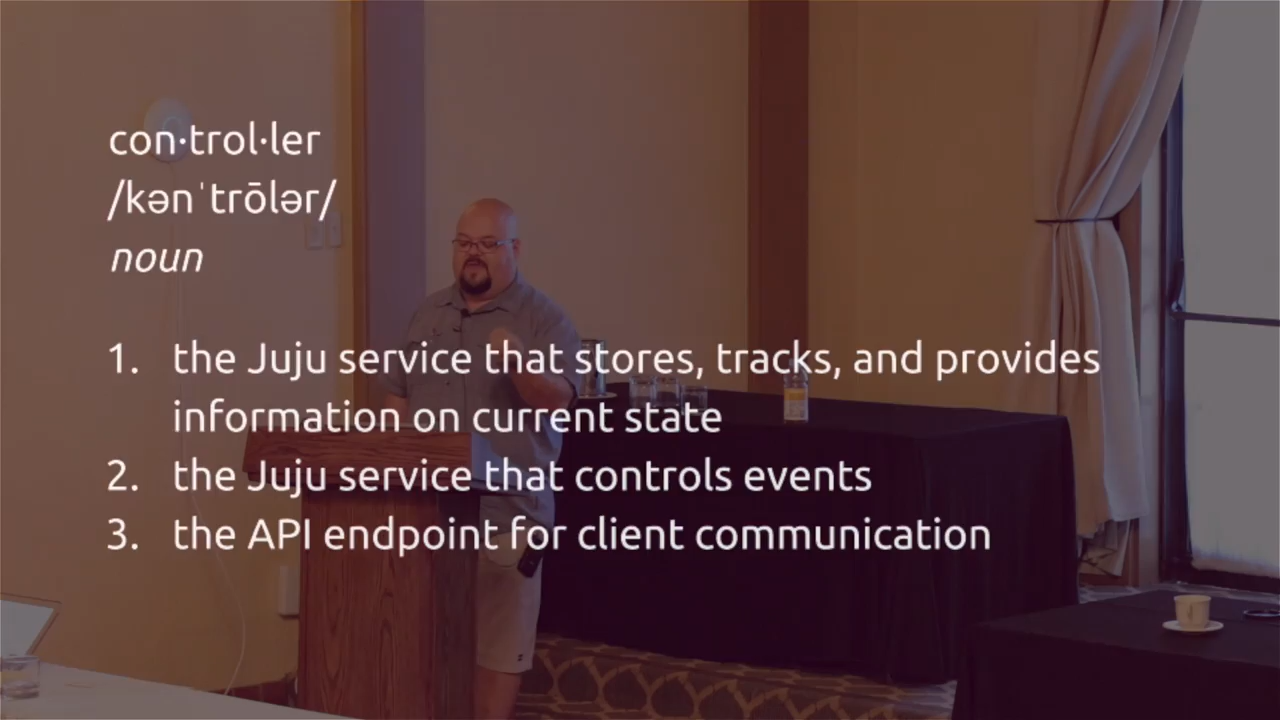 con·trol·ler
/kənˈtrōlər/
noun
1. the Juju service that stores, tracks, and provides
information on current state
2. the Juju service that controls events
3. the API endpoint for client communication